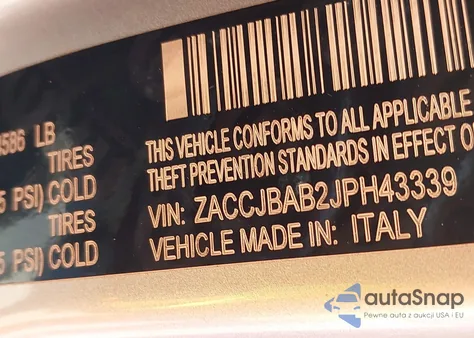 586 LB
TIRES
5 PSI) COLD
TIRES
5 PSI) COLD
THIS VEHICLE CONFORMS TO ALL APPLICABLE
THEFT PREVENTION STANDARDS IN EFFECT O
VIN: ZACCJBAB2JPH43339
VEHICLE MADE IN: ITALY
autaSnap
Pewne auta z aukcji USA i EU